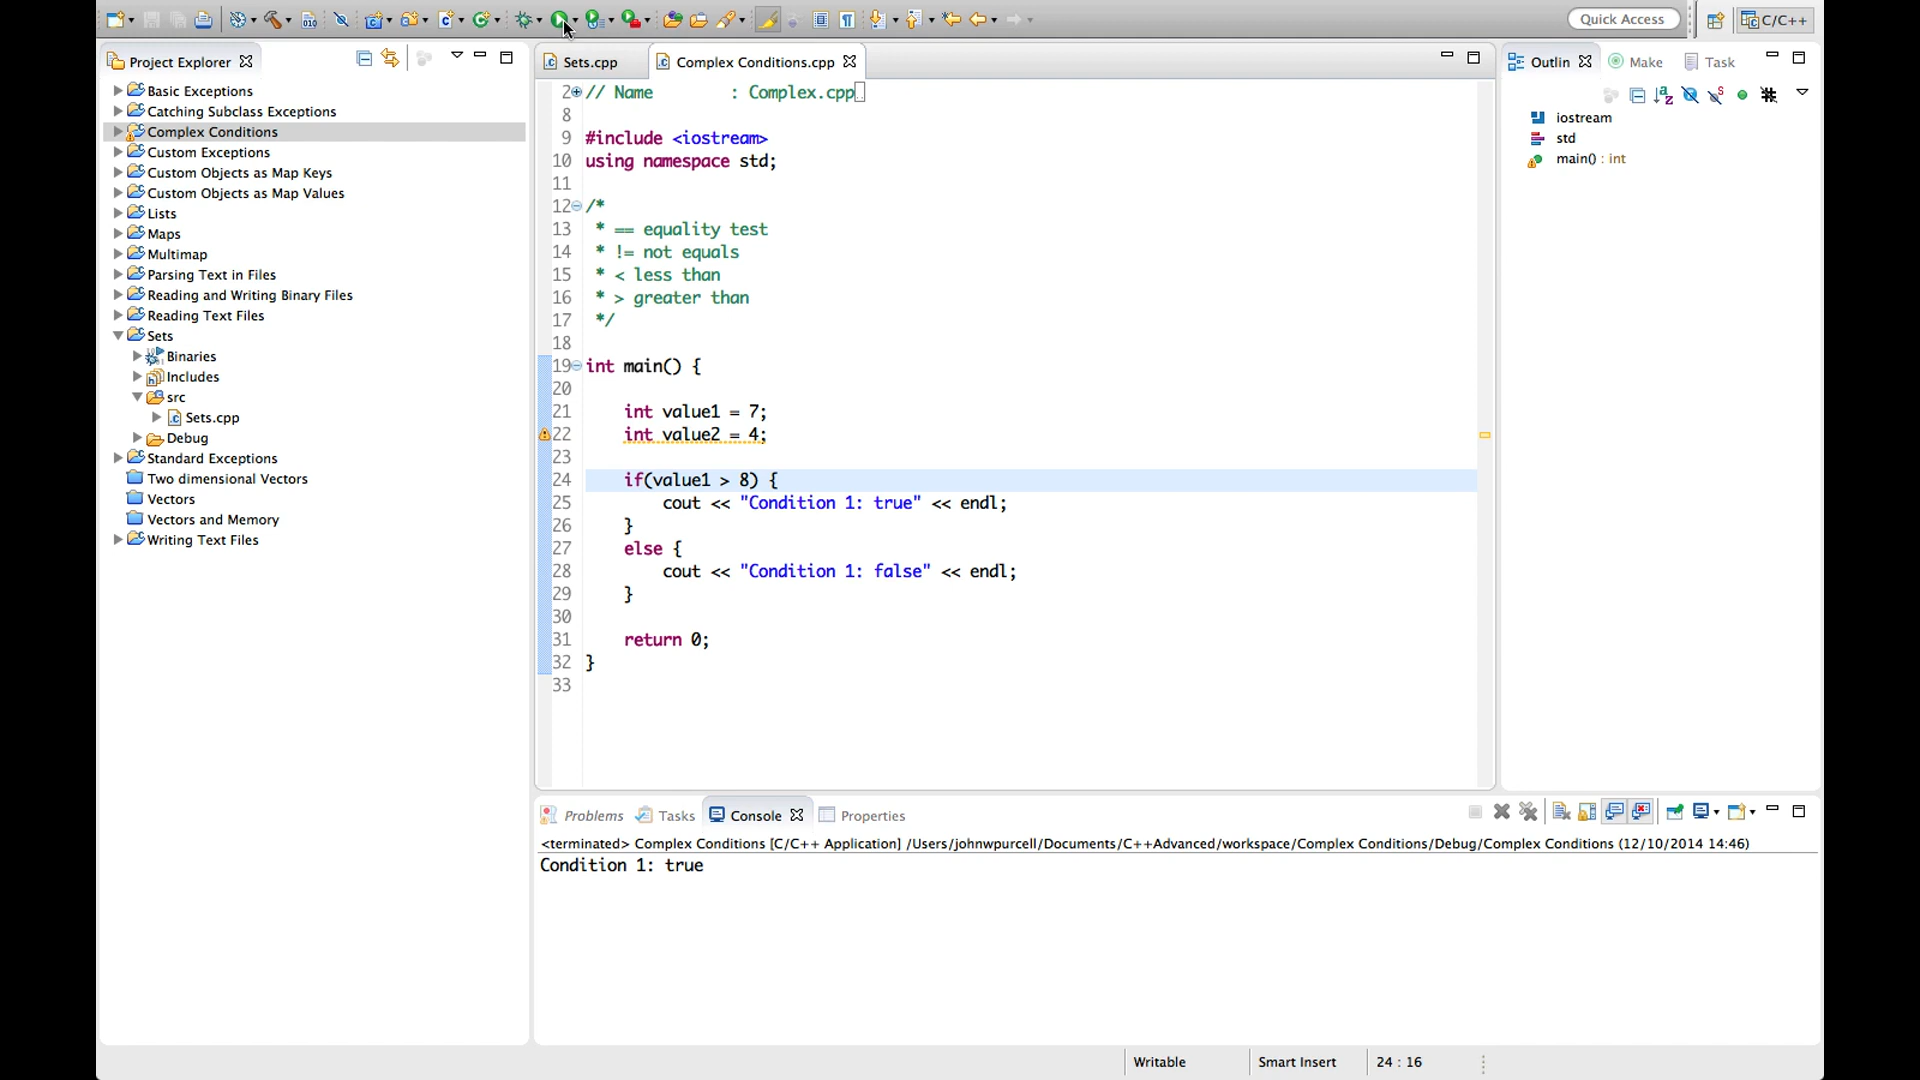 Quick Access
C/C++
Project Explorer
Basic Exceptions
Catching Subclass Exceptions
Complex Conditions
Custom Exceptions
Custom Objects as Map Keys
Custom Objects as Map Values
Lists
Maps
Multimap
Parsing Text in Files
Reading and Writing Binary Files
Reading Text Files
Sets
Binaries
Includes
src
Sets.cpp
Debug
Standard Exceptions
Two dimensional Vectors
Vectors
Vectors and Memory
Writing Text Files
Sets.cpp
Complex Conditions.cpp
2 // Name : Complex.cpp
8
9 #include <iostream>
10 using namespace std;
11
12 /*
13 * == equality test
14 * != not equals
15 * < less than
16 * > greater than
17 */
18
19 int main() {
20
21 int value1 = 7;
22 int value2 = 4;
23
24 if(value1 > 8) {
25 cout << "Condition 1: true" << endl;
26 }
27 else {
28 cout << "Condition 1: false" << endl;
29 }
30
31 return 0;
32 }
33
Outlin
Make
Task
iostream
std
main() : int
Problems
Tasks
Console
Properties
<terminated> Complex Conditions [C/C++ Application] /Users/johnwpurcell/Documents/C++Advanced/workspace/Complex Conditions/Debug/Complex Conditions (12/10/2014 14:46)
Condition 1: true
Writable
Smart Insert
24 : 16